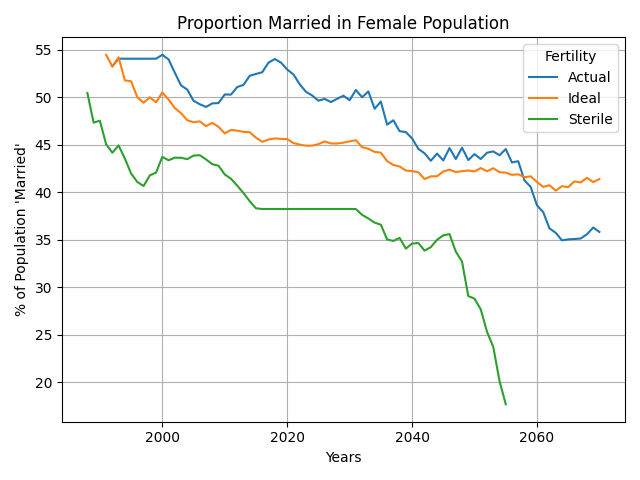 Proportion Married in Female Population
% of Population 'Married'
55
50
45
40
35
30
25
20
Fertility
Actual
Ideal
Sterile
2000
2020
2040
2060
Years